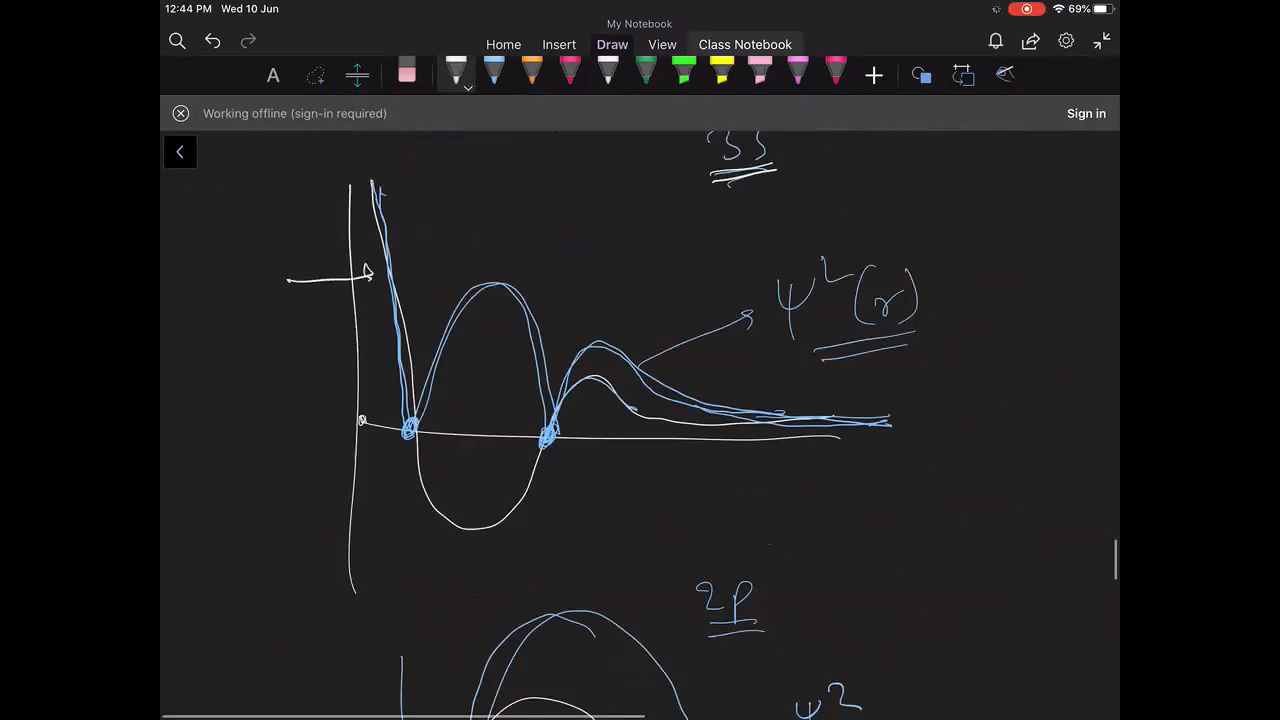 12:44 PM Wed 10 Jun
69%
My Notebook
Home Insert Draw View Class Notebook
A
Working offline (sign-in required)
Sign in
3s
ψ²(r)
2p
ψ²